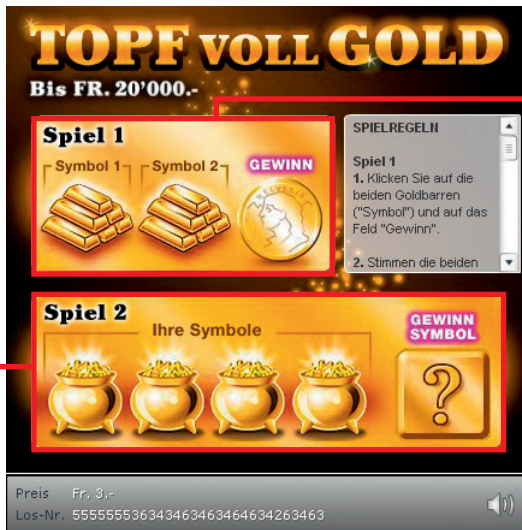 TOPF VOLL GOLD
Bis FR. 20'000.-
Spiel 1
Symbol 1
Symbol 2
GEWINN
HELVETIA
SPIELREGELN
Spiel 1
1. Klicken Sie auf die
beiden Goldbarren
("Symbol") und auf das
Feld "Gewinn".
2. Stimmen die beiden
Spiel 2
Ihre Symbole
GEWINN
SYMBOL
?
Preis Fr. 3.-
Los-Nr. 555555536343463463464634263463